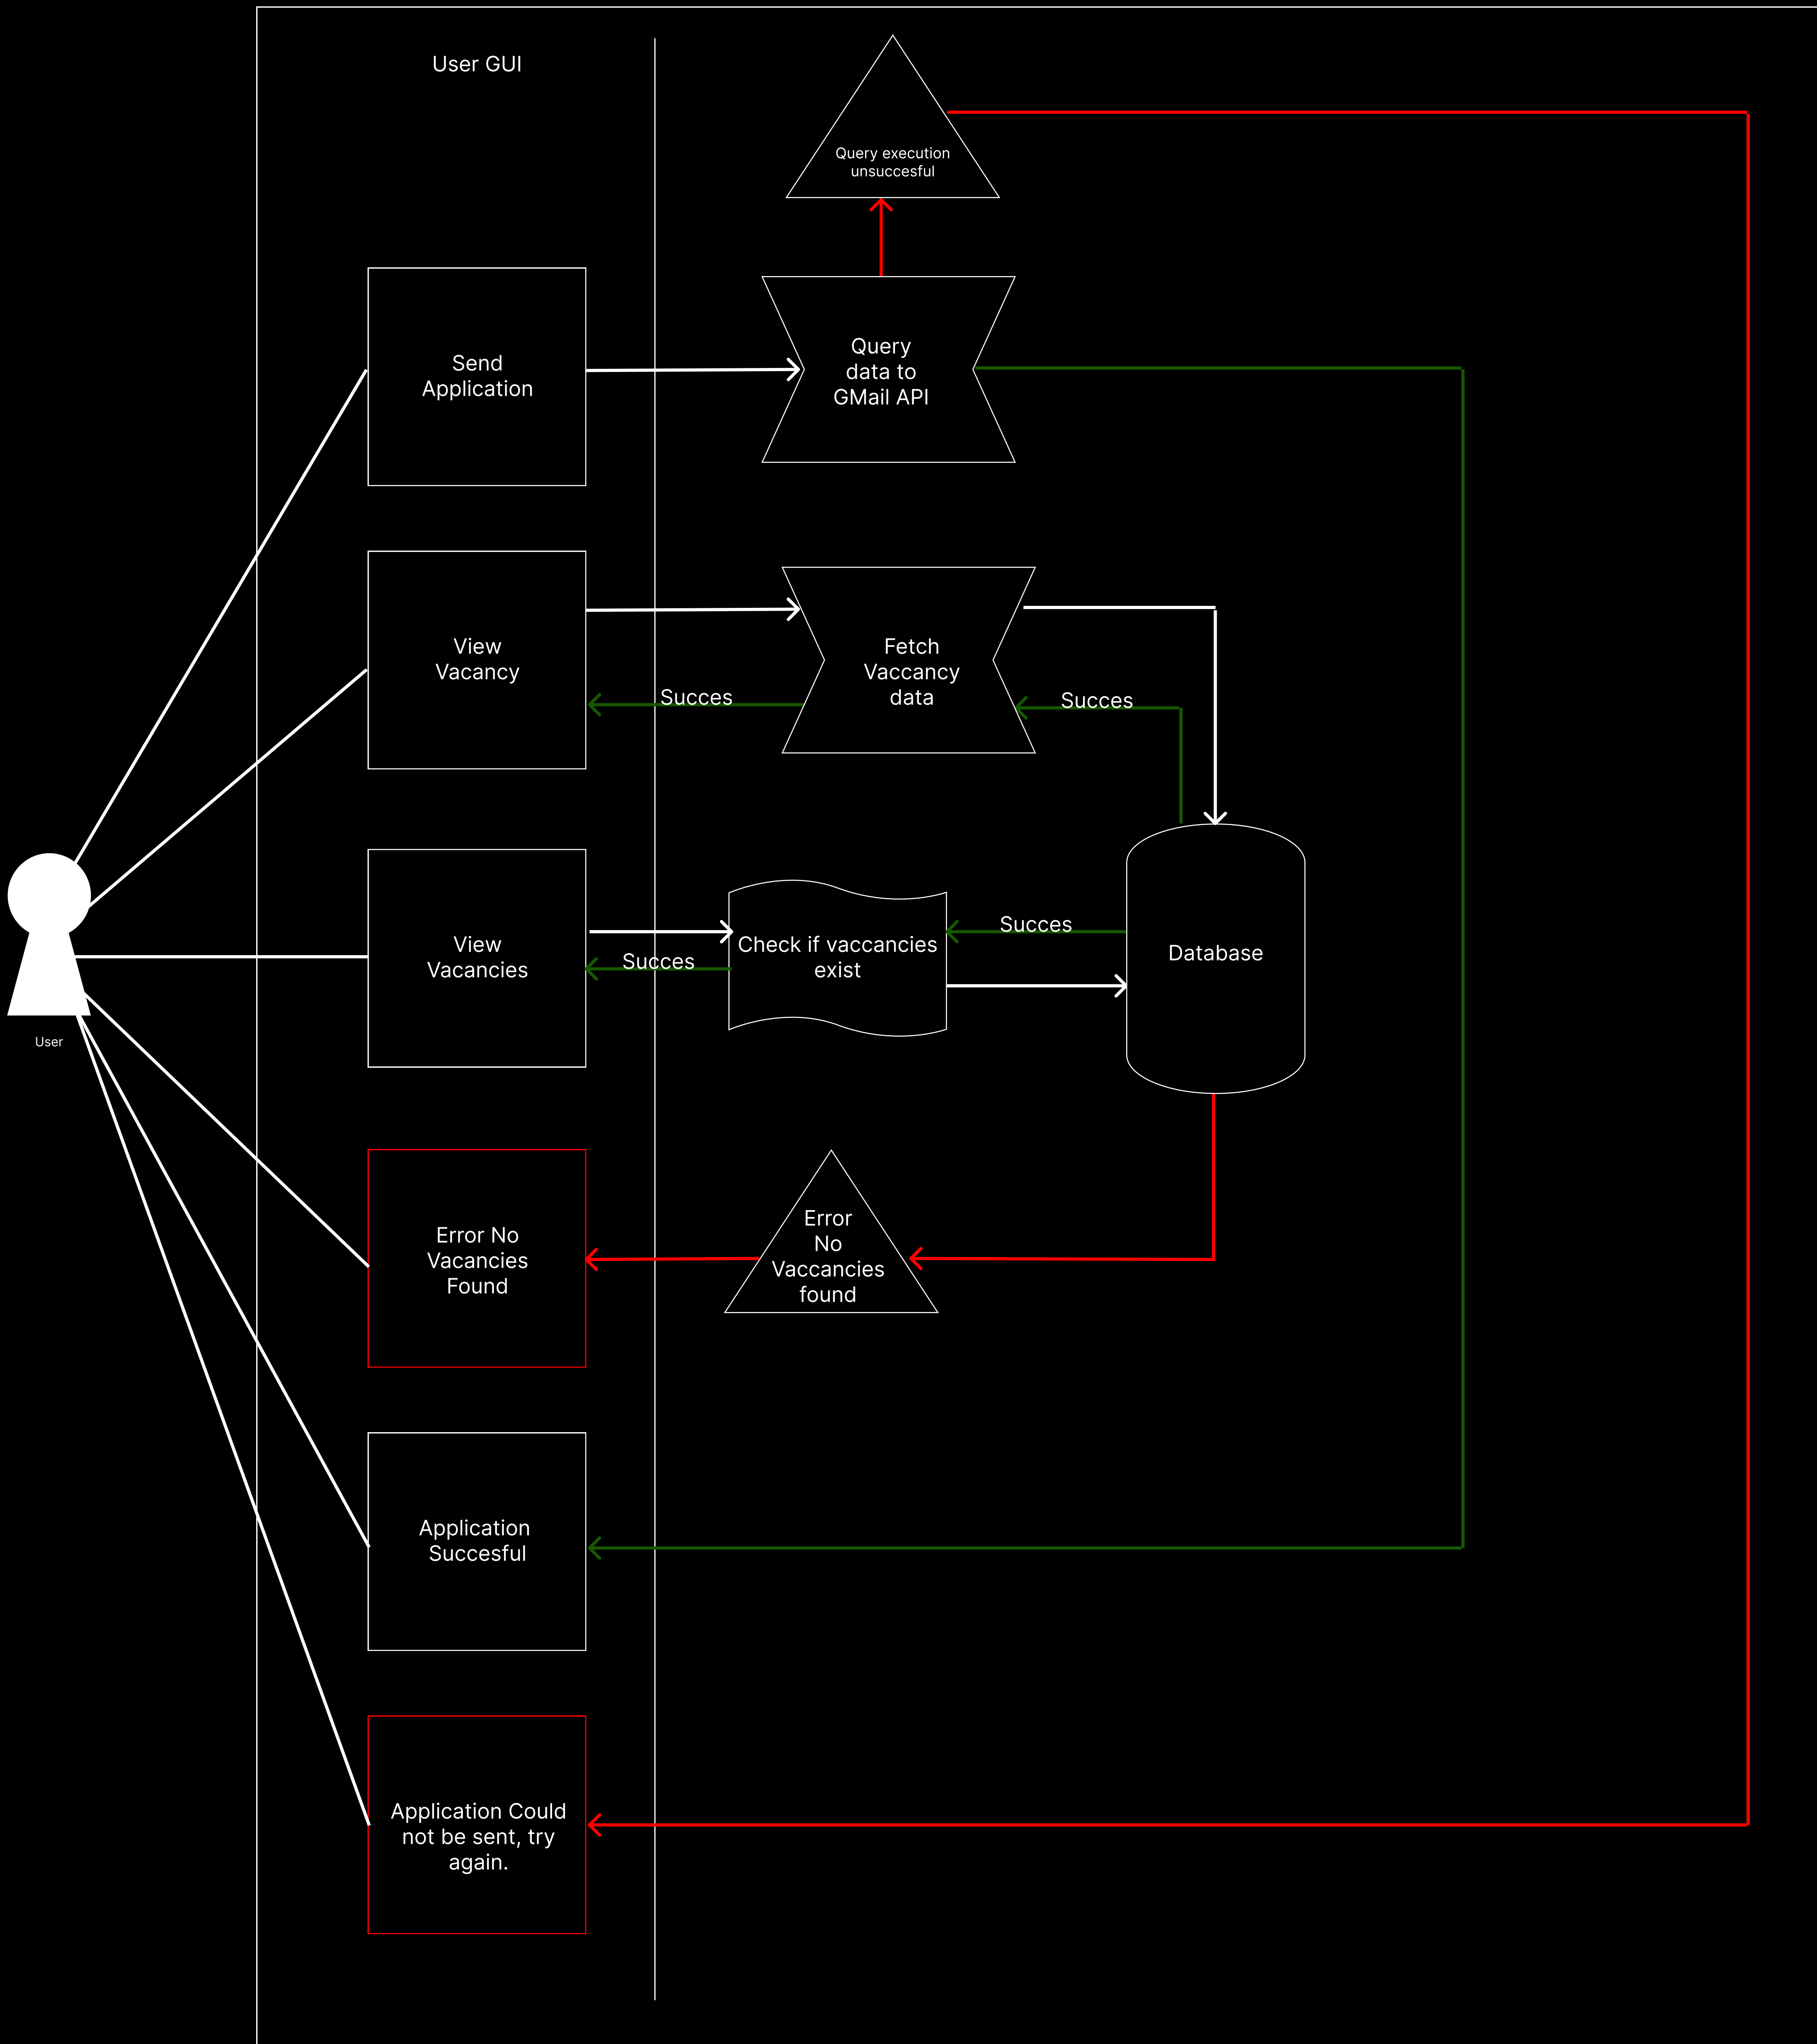 User GUI
Query execution
unsuccesful
Send
Application
Query
data to
GMail API
View
Vacancy
Fetch
Vaccancy
data
Succes
Succes
View
Vacancies
Check if vaccancies
exist
Succes
Succes
Database
User
Error No
Vacancies
Found
Error
No
Vaccancies
found
Application
Succesful
Application Could
not be sent, try
again.